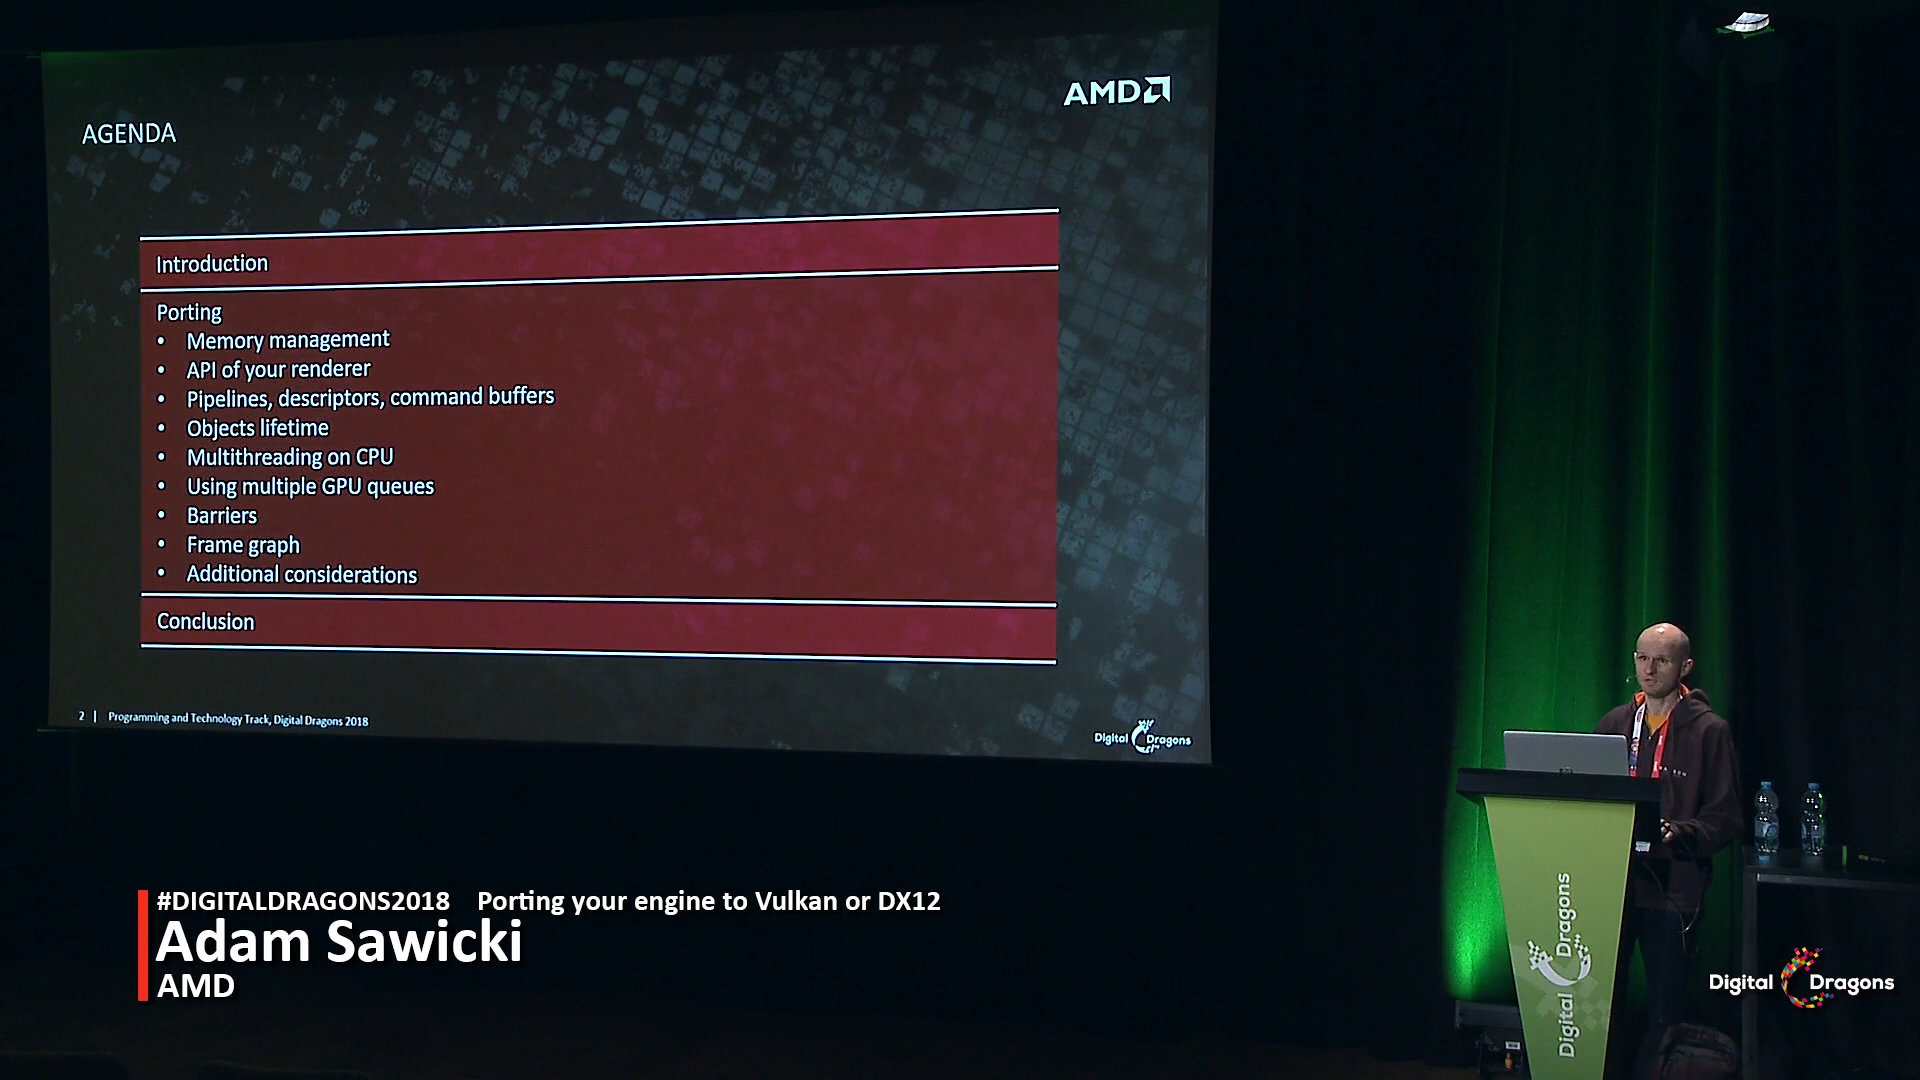 AMD
AGENDA
Introduction
Porting
• Memory management
• API of your renderer
• Pipelines, descriptors, command buffers
• Objects lifetime
• Multithreading on CPU
• Using multiple GPU queues
• Barriers
• Frame graph
• Additional considerations
Conclusion
2 | Programming and Technology Track, Digital Dragons 2018
Digital Dragons
#DIGITALDRAGONS2018 Porting your engine to Vulkan or DX12
Adam Sawicki
AMD
Digital Dragons
Digital Dragons